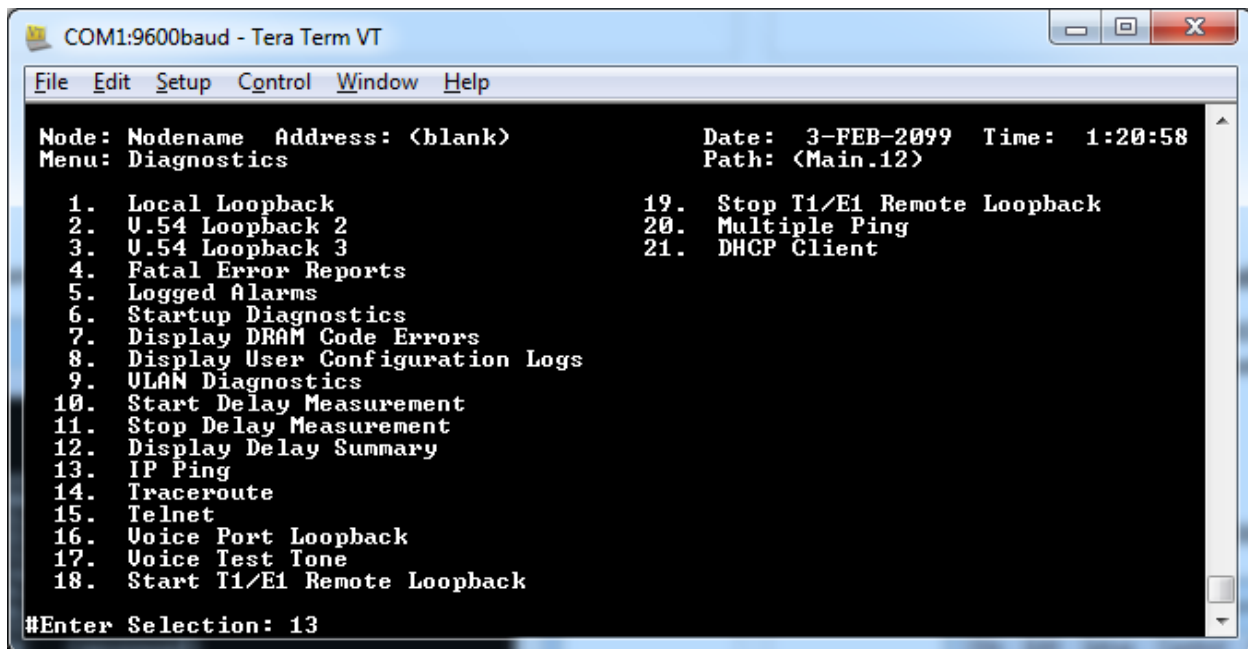 COM1:9600baud - Tera Term VT
File Edit Setup Control Window Help
Node: Nodename Address: (blank) Date: 3-FEB-2099 Time: 1:20:58
Menu: Diagnostics Path: (Main.12)
1. Local Loopback 19. Stop T1/E1 Remote Loopback
2. V.54 Loopback 2 20. Multiple Ping
3. V.54 Loopback 3 21. DHCP Client
4. Fatal Error Reports
5. Logged Alarms
6. Startup Diagnostics
7. Display DRAM Code Errors
8. Display User Configuration Logs
9. VLAN Diagnostics
10. Start Delay Measurement
11. Stop Delay Measurement
12. Display Delay Summary
13. IP Ping
14. Traceroute
15. Telnet
16. Voice Port Loopback
17. Voice Test Tone
18. Start T1/E1 Remote Loopback
#Enter Selection: 13